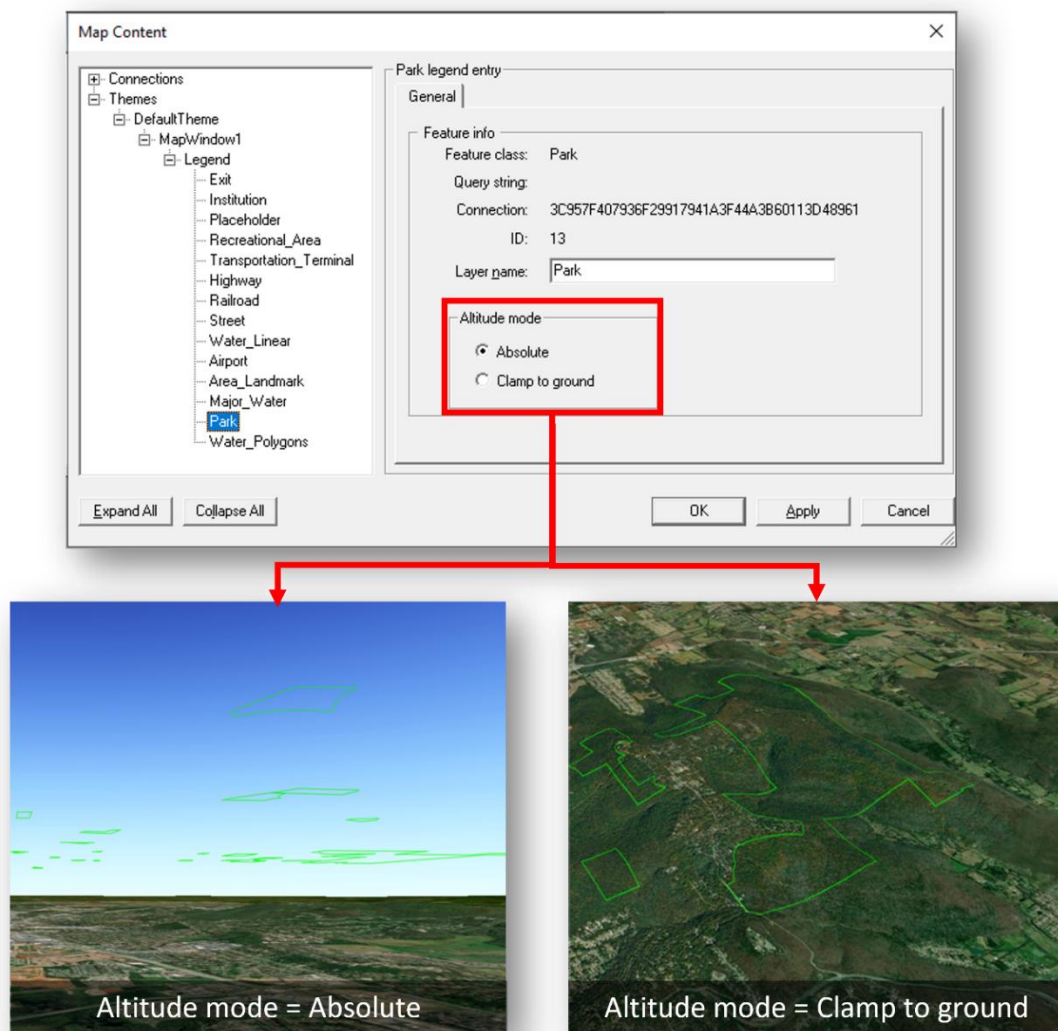 Map Content
Connections
Themes
DefaultTheme
MapWindow1
Legend
Exit
Institution
Placeholder
Recreational_Area
Transportation_Terminal
Highway
Railroad
Street
Water_Linear
Airport
Area_Landmark
Major_Water
Park
Water_Polygons
Park legend entry
General
Feature info
Feature class: Park
Query string:
Connection: 3C957F407936F29917941A3F44A3B60113D48961
ID: 13
Layer name: Park
Altitude mode
Absolute
Clamp to ground
Expand All Collapse All OK Apply Cancel
Altitude mode = Absolute
Altitude mode = Clamp to ground